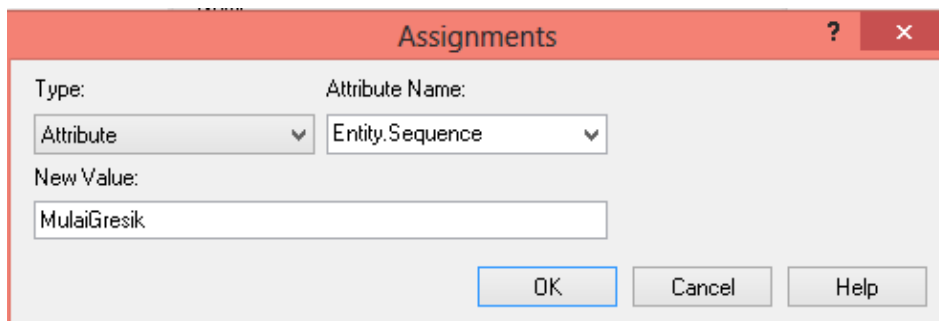 Assignments
?
Type:
Attribute Name:
Attribute
Entity.Sequence
New Value:
MulaiGresik
OK
Cancel
Help